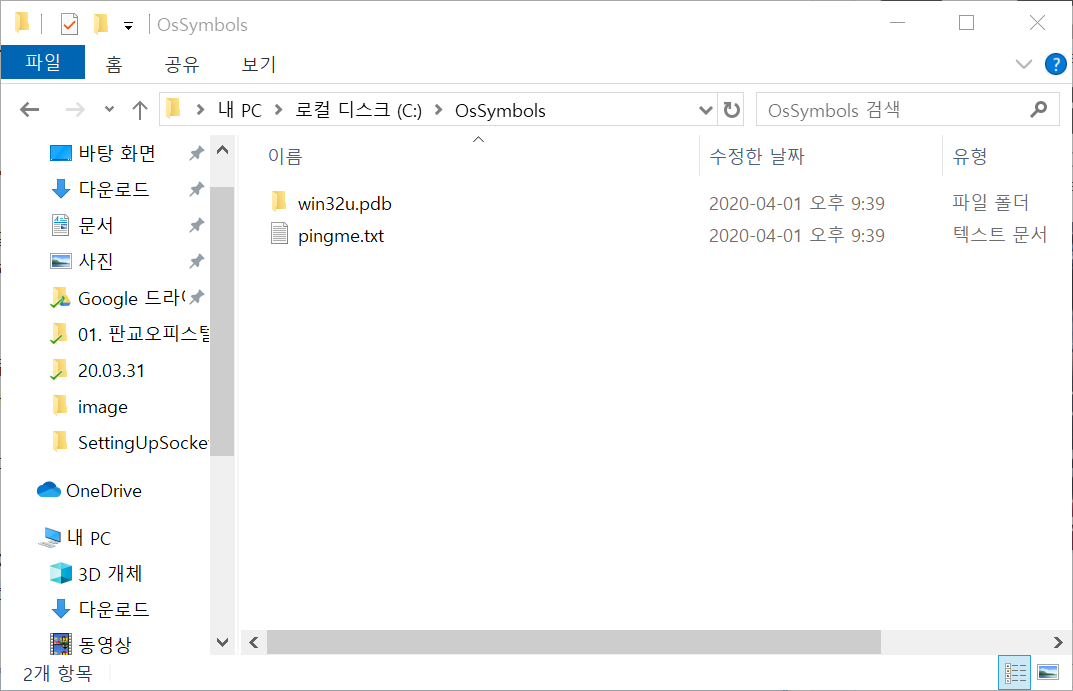 OsSymbols
파일 홈 공유 보기
내 PC 로컬 디스크 (C:) OsSymbols OsSymbols 검색
이름 수정한 날짜 유형
win32u.pdb 2020-04-01 오후 9:39 파일 폴더
pingme.txt 2020-04-01 오후 9:39 텍스트 문서
바탕 화면
다운로드
문서
사진
Google 드라이
01. 판교오피스텔
20.03.31
image
SettingUpSocke
OneDrive
내 PC
3D 개체
다운로드
동영상
2개 항목